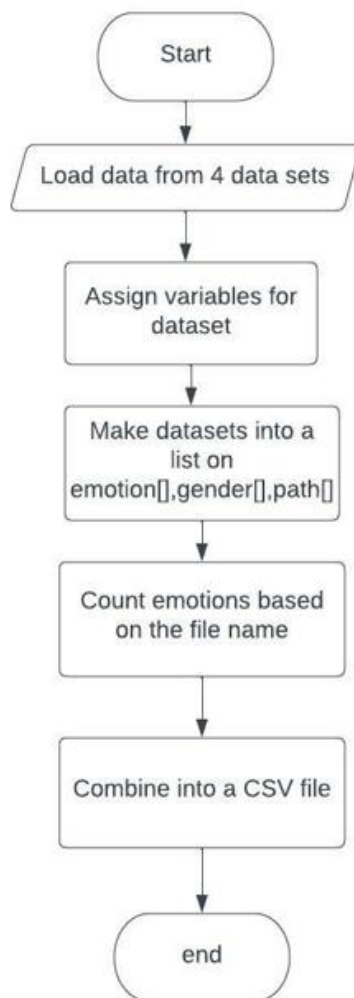 Start
Load data from 4 data sets
Assign variables for
dataset
Make datasets into a
list on
emotion[],gender[],path[]
Count emotions based
on the file name
Combine into a CSV file
end